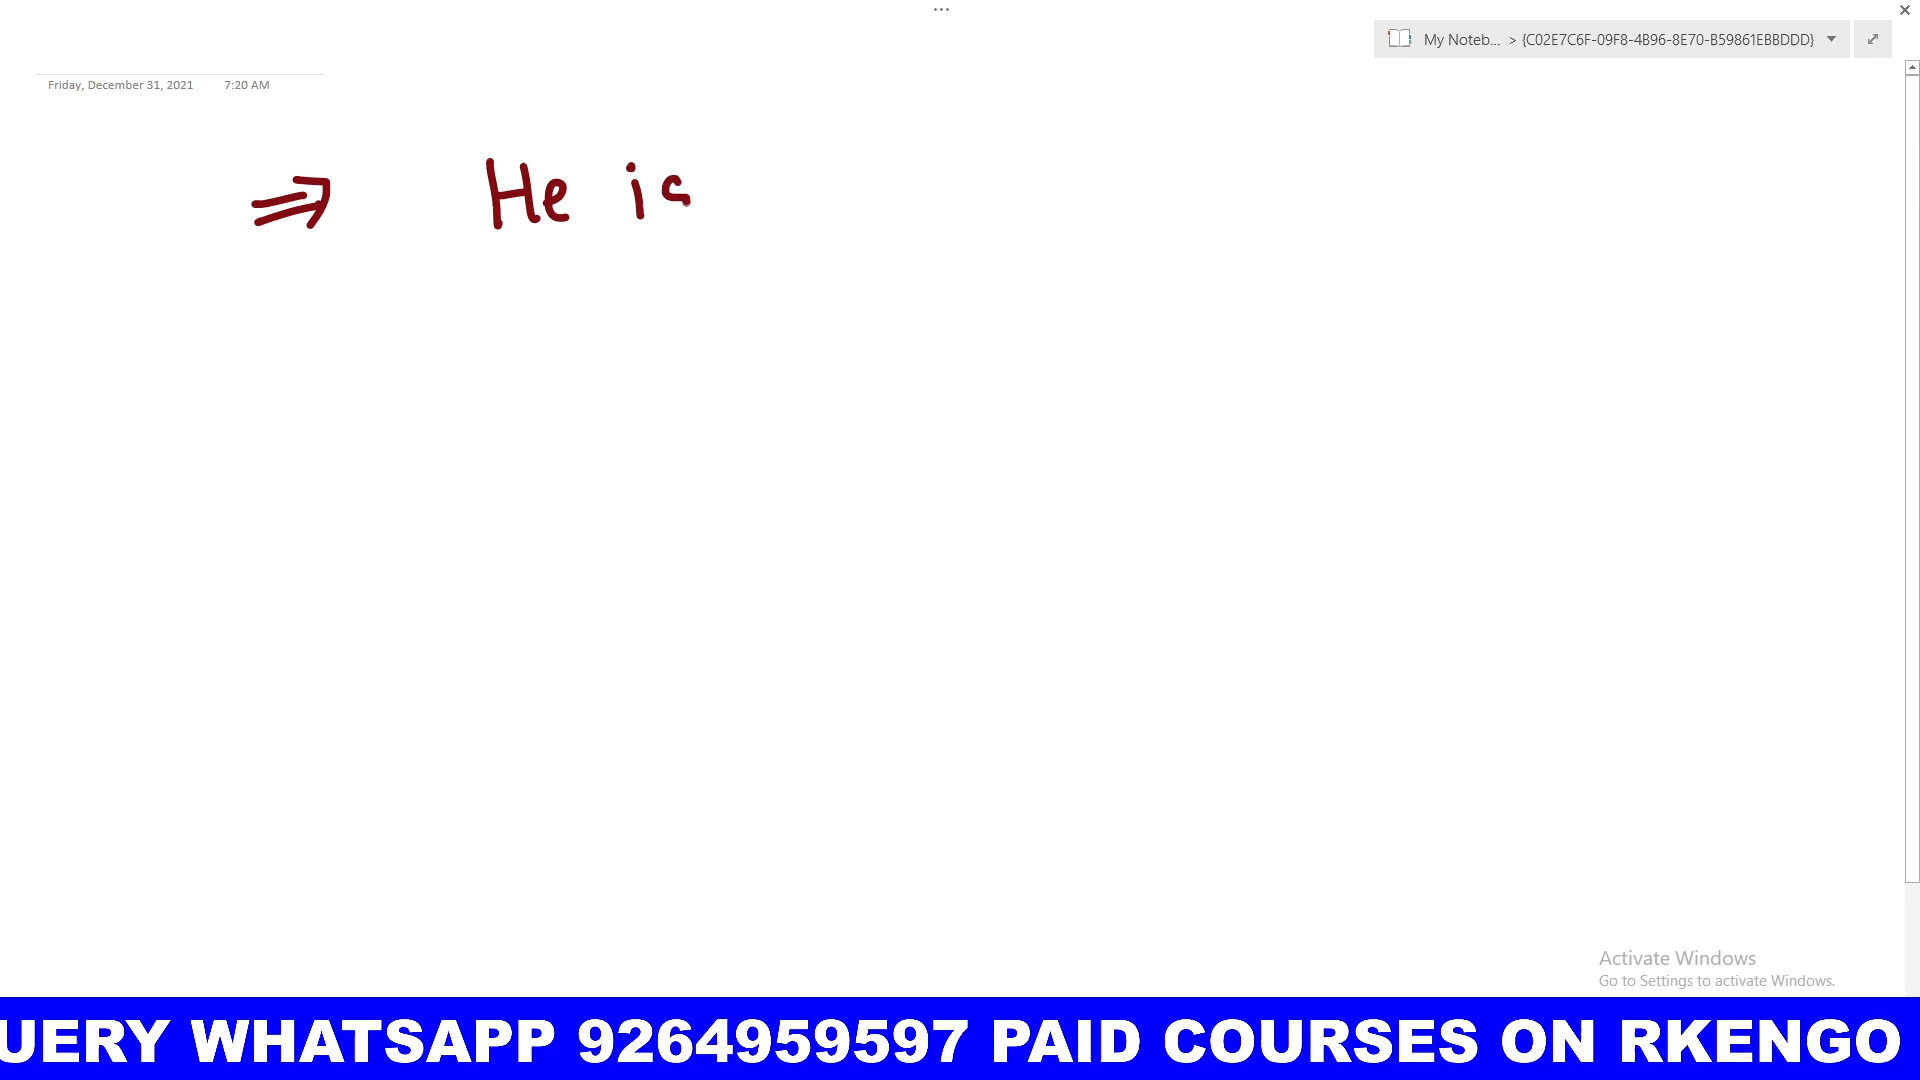 My Noteb... > {C02E7C6F-09F8-4B96-8E70-B59861EBBDDD}
Friday, December 31, 2021 7:20 AM
⇒ He is
Activate Windows
Go to Settings to activate Windows.
UERY WHATSAPP 9264959597 PAID COURSES ON RKENGO